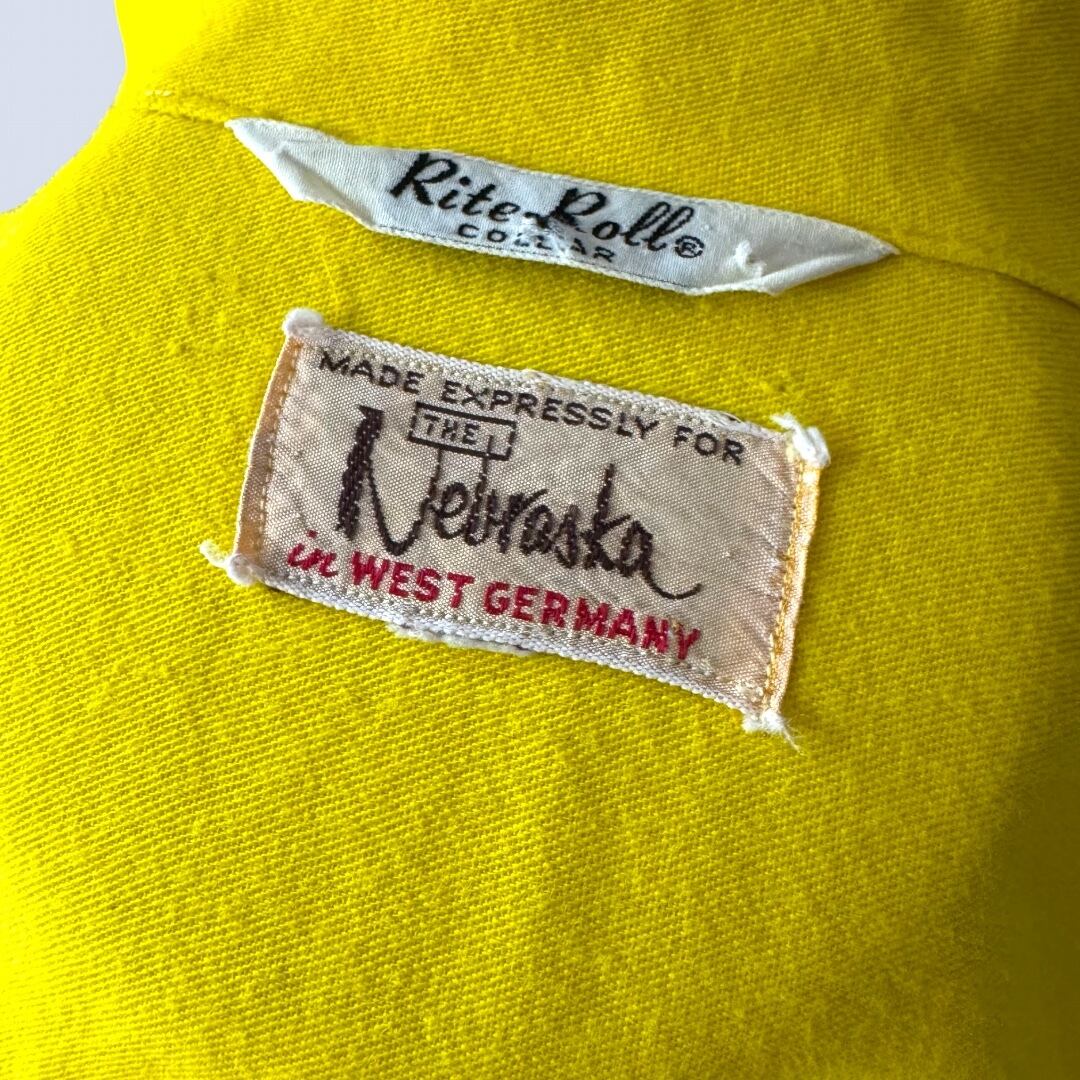 Rite-Roll®
COLLAR
MADE EXPRESSLY FOR
THE
Nebraska
in WEST GERMANY